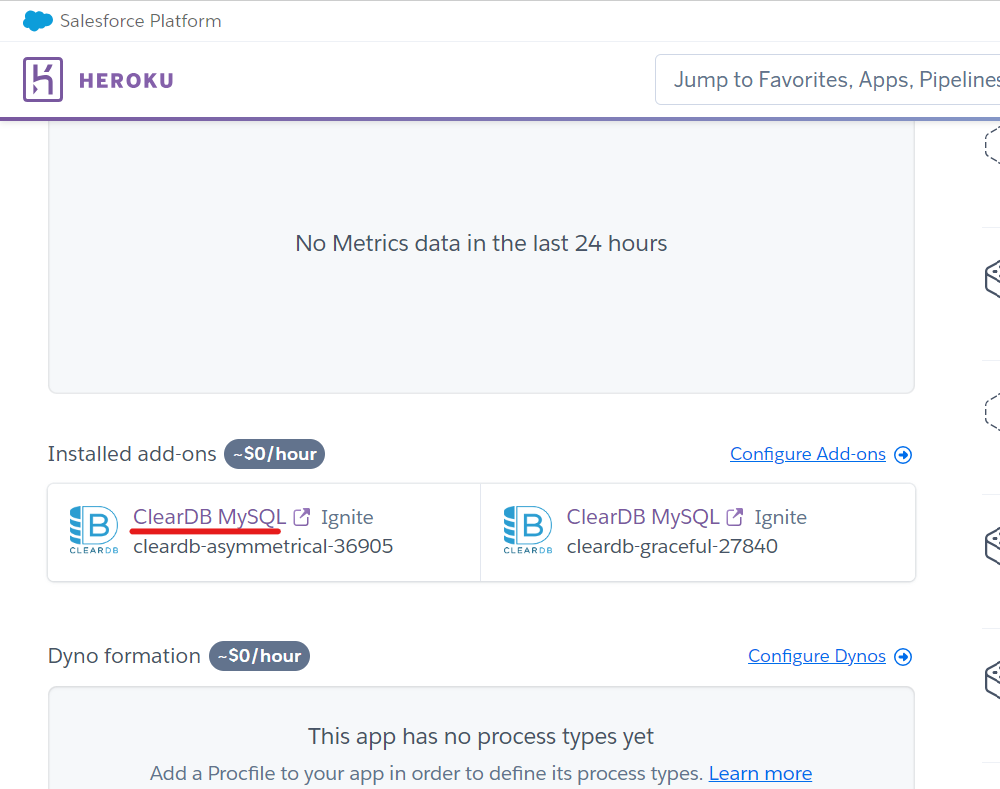 Salesforce Platform
HEROKU
Jump to Favorites, Apps, Pipelines
No Metrics data in the last 24 hours
Installed add-ons ~$0/hour
Configure Add-ons
ClearDB MySQL Ignite
cleardb-asymmetrical-36905
CLEARDB
ClearDB MySQL Ignite
cleardb-graceful-27840
CLEARDB
Dyno formation ~$0/hour
Configure Dynos
This app has no process types yet
Add a Procfile to your app in order to define its process types. Learn more